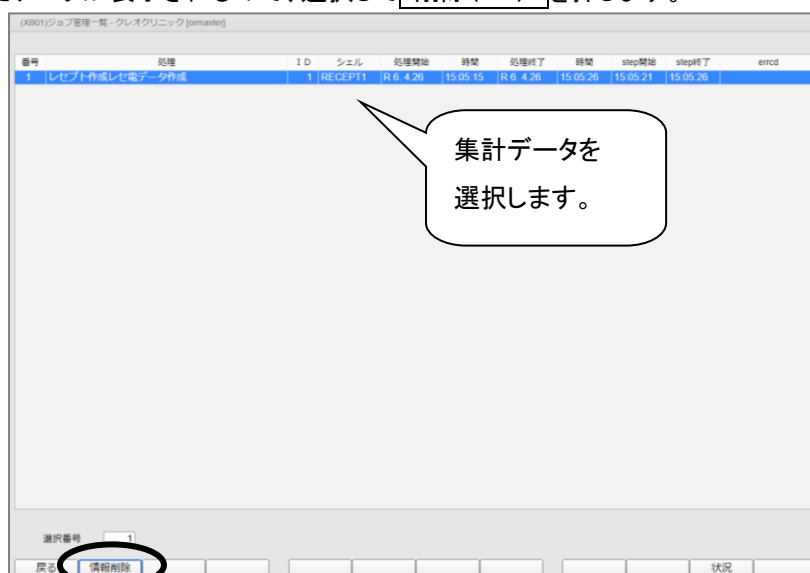 (XB01)ジョブ管理一覧 - クレオクリニック [ormaster]
番号 処理 ID シェル 処理開始 時間 処理終了 時間 step開始 step終了 errcd
1 レセプト作成レセ電データ作成 1 RECEPT1 R 6. 4.26 15:05:15 R 6. 4.26 15:05:26 15:05:21 15:05:26
集計データを
選択します。
選択番号 1
戻る 情報削除 状況